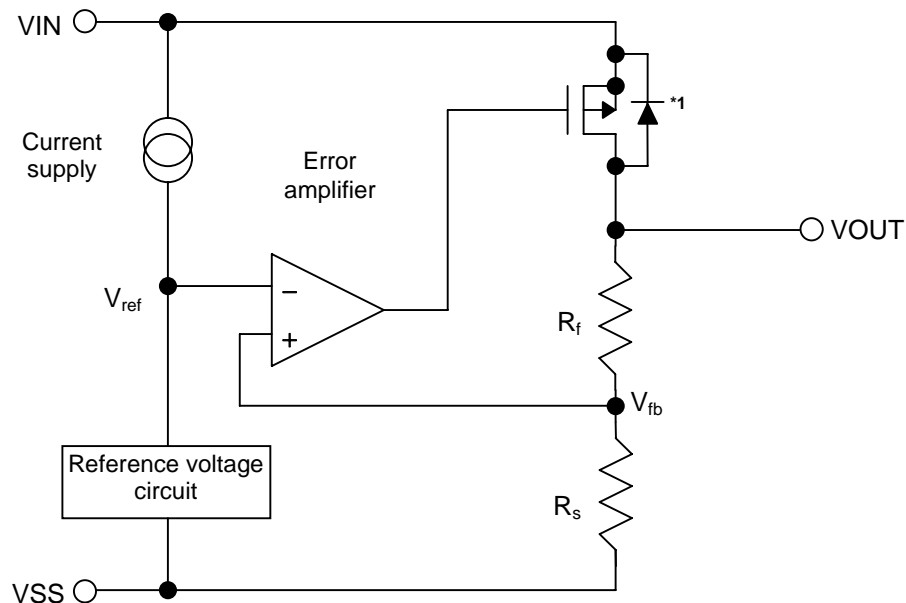 VIN
*1
Current
supply
Error
amplifier
VOUT
−
Vref
Rf
+
Vfb
Reference voltage
circuit
Rs
VSS